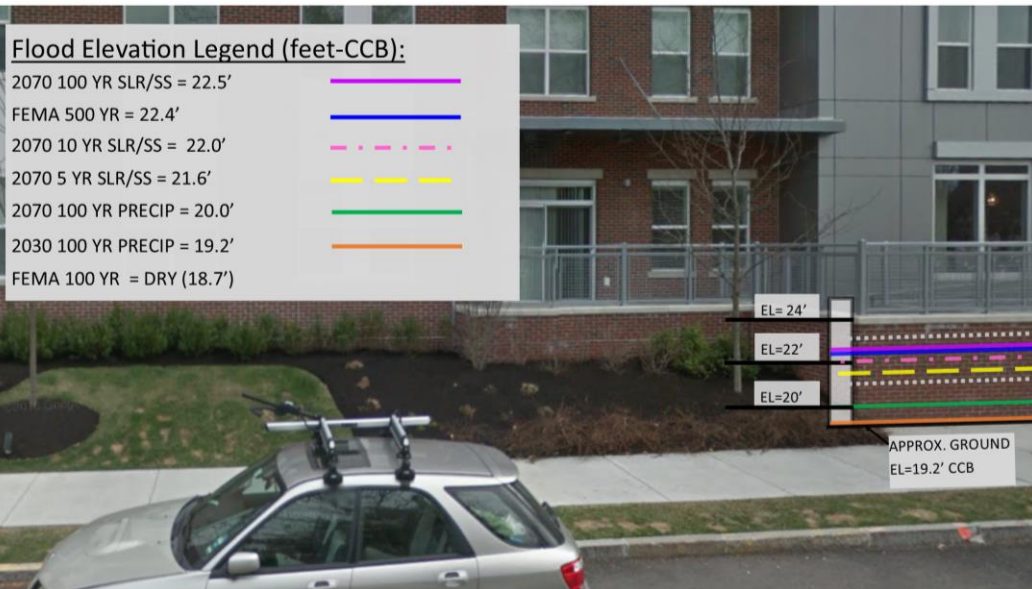 Flood Elevation Legend (feet-CCB):
2070 100 YR SLR/SS = 22.5'
FEMA 500 YR = 22.4'
2070 10 YR SLR/SS = 22.0'
2070 5 YR SLR/SS = 21.6'
2070 100 YR PRECIP = 20.0'
2030 100 YR PRECIP = 19.2'
FEMA 100 YR = DRY (18.7')
EL= 24'
EL=22'
EL=20'
APPROX. GROUND
EL=19.2' CCB